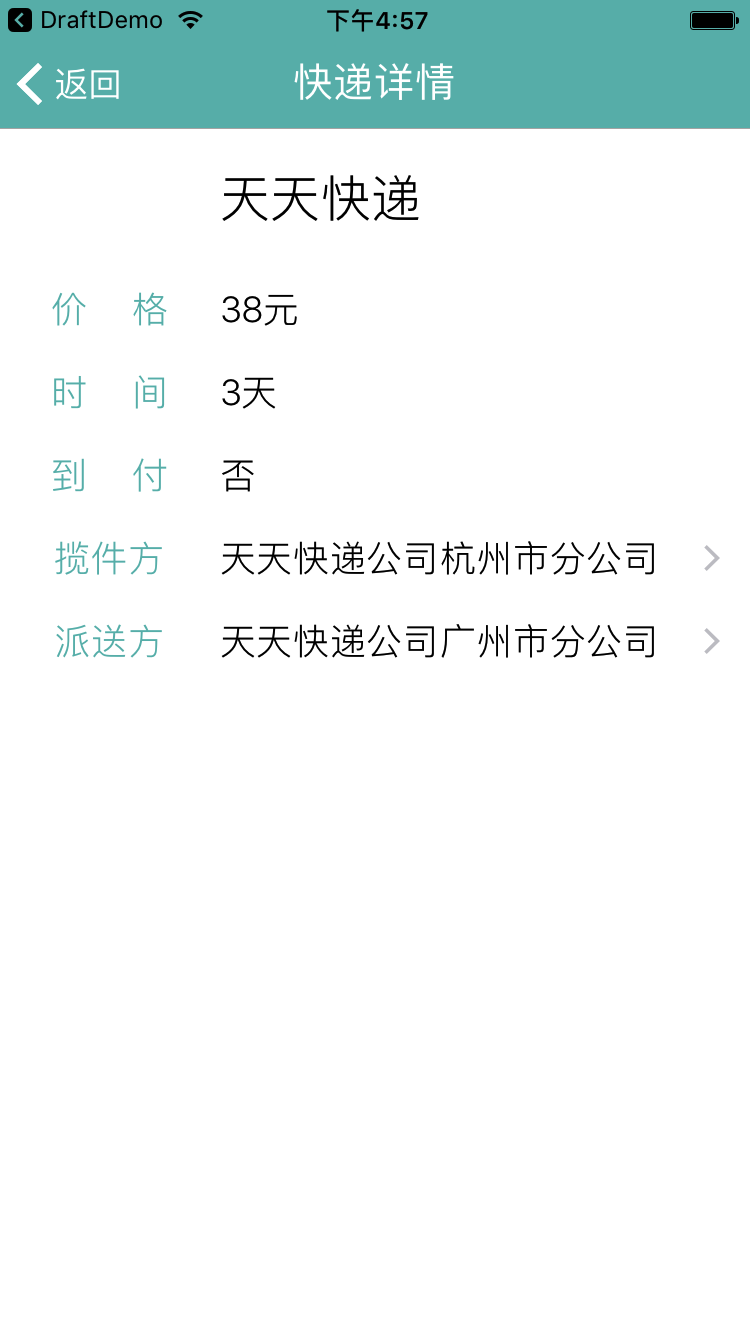 DraftDemo 下午4:57
返回 快递详情
天天快递
价 格 38元
时 间 3天
到 付 否
揽件方 天天快递公司杭州市分公司
派送方 天天快递公司广州市分公司